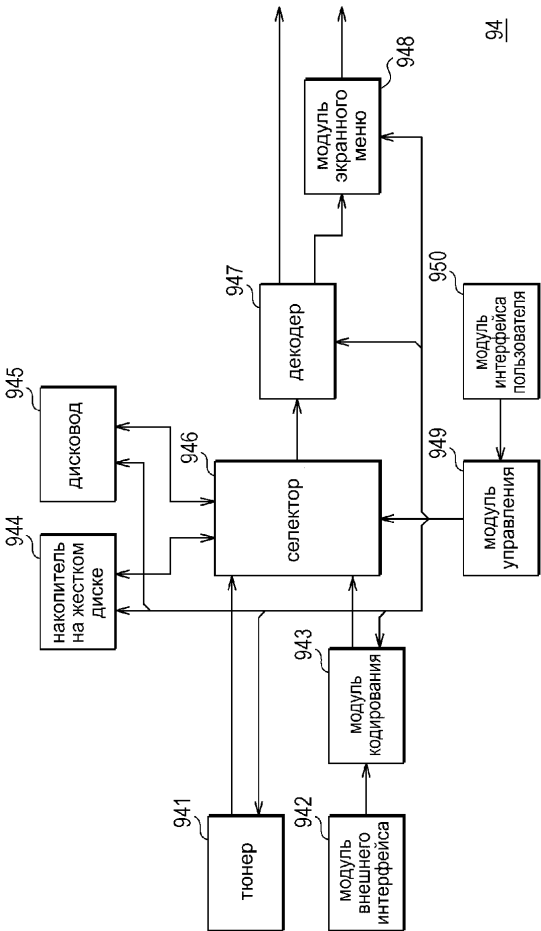 94
944
накопитель
на жестком
диске
945
дисковод
941
тюнер
946
селектор
947
декодер
948
модуль
экранного
меню
942
модуль
внешнего
интерфейса
943
модуль
кодирования
949
модуль
управления
950
модуль
интерфейса
пользователя